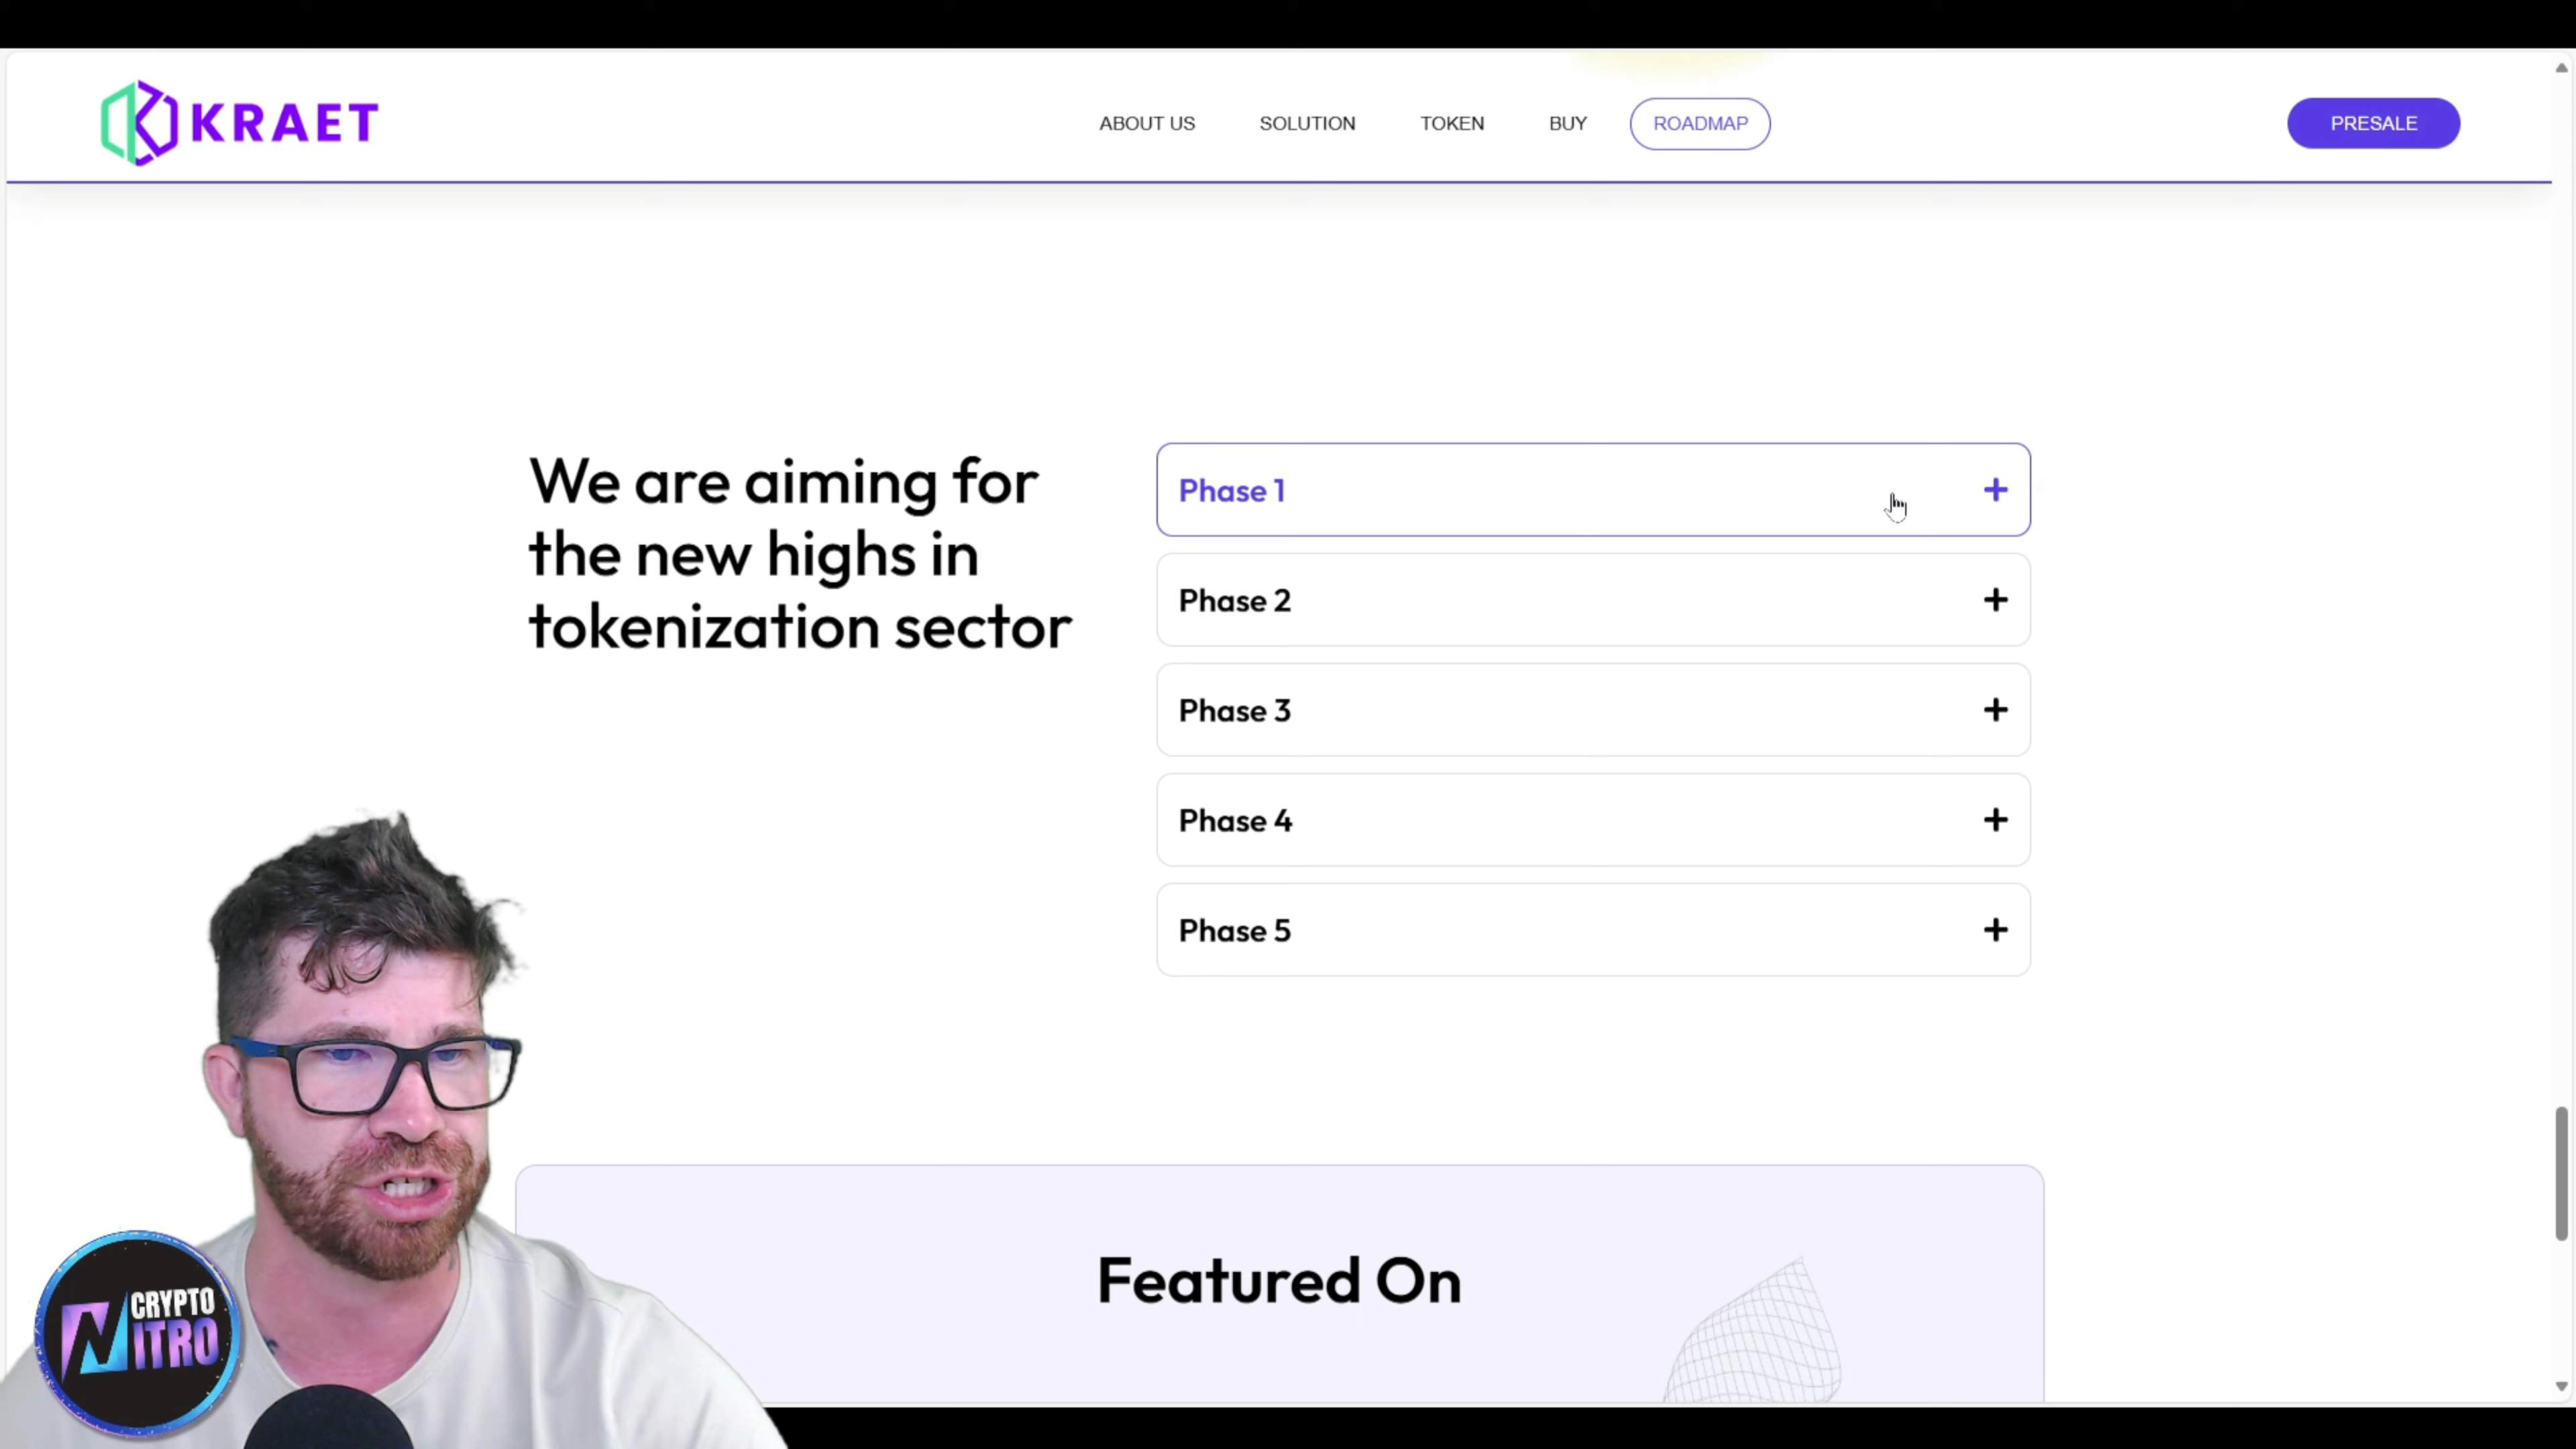 KRAET
ABOUT US
SOLUTION
TOKEN
BUY
ROADMAP
PRESALE
We are aiming for
the new highs in
tokenization sector
Phase 1
Phase 2
Phase 3
Phase 4
Phase 5
Featured On
CRYPTO
NITRO